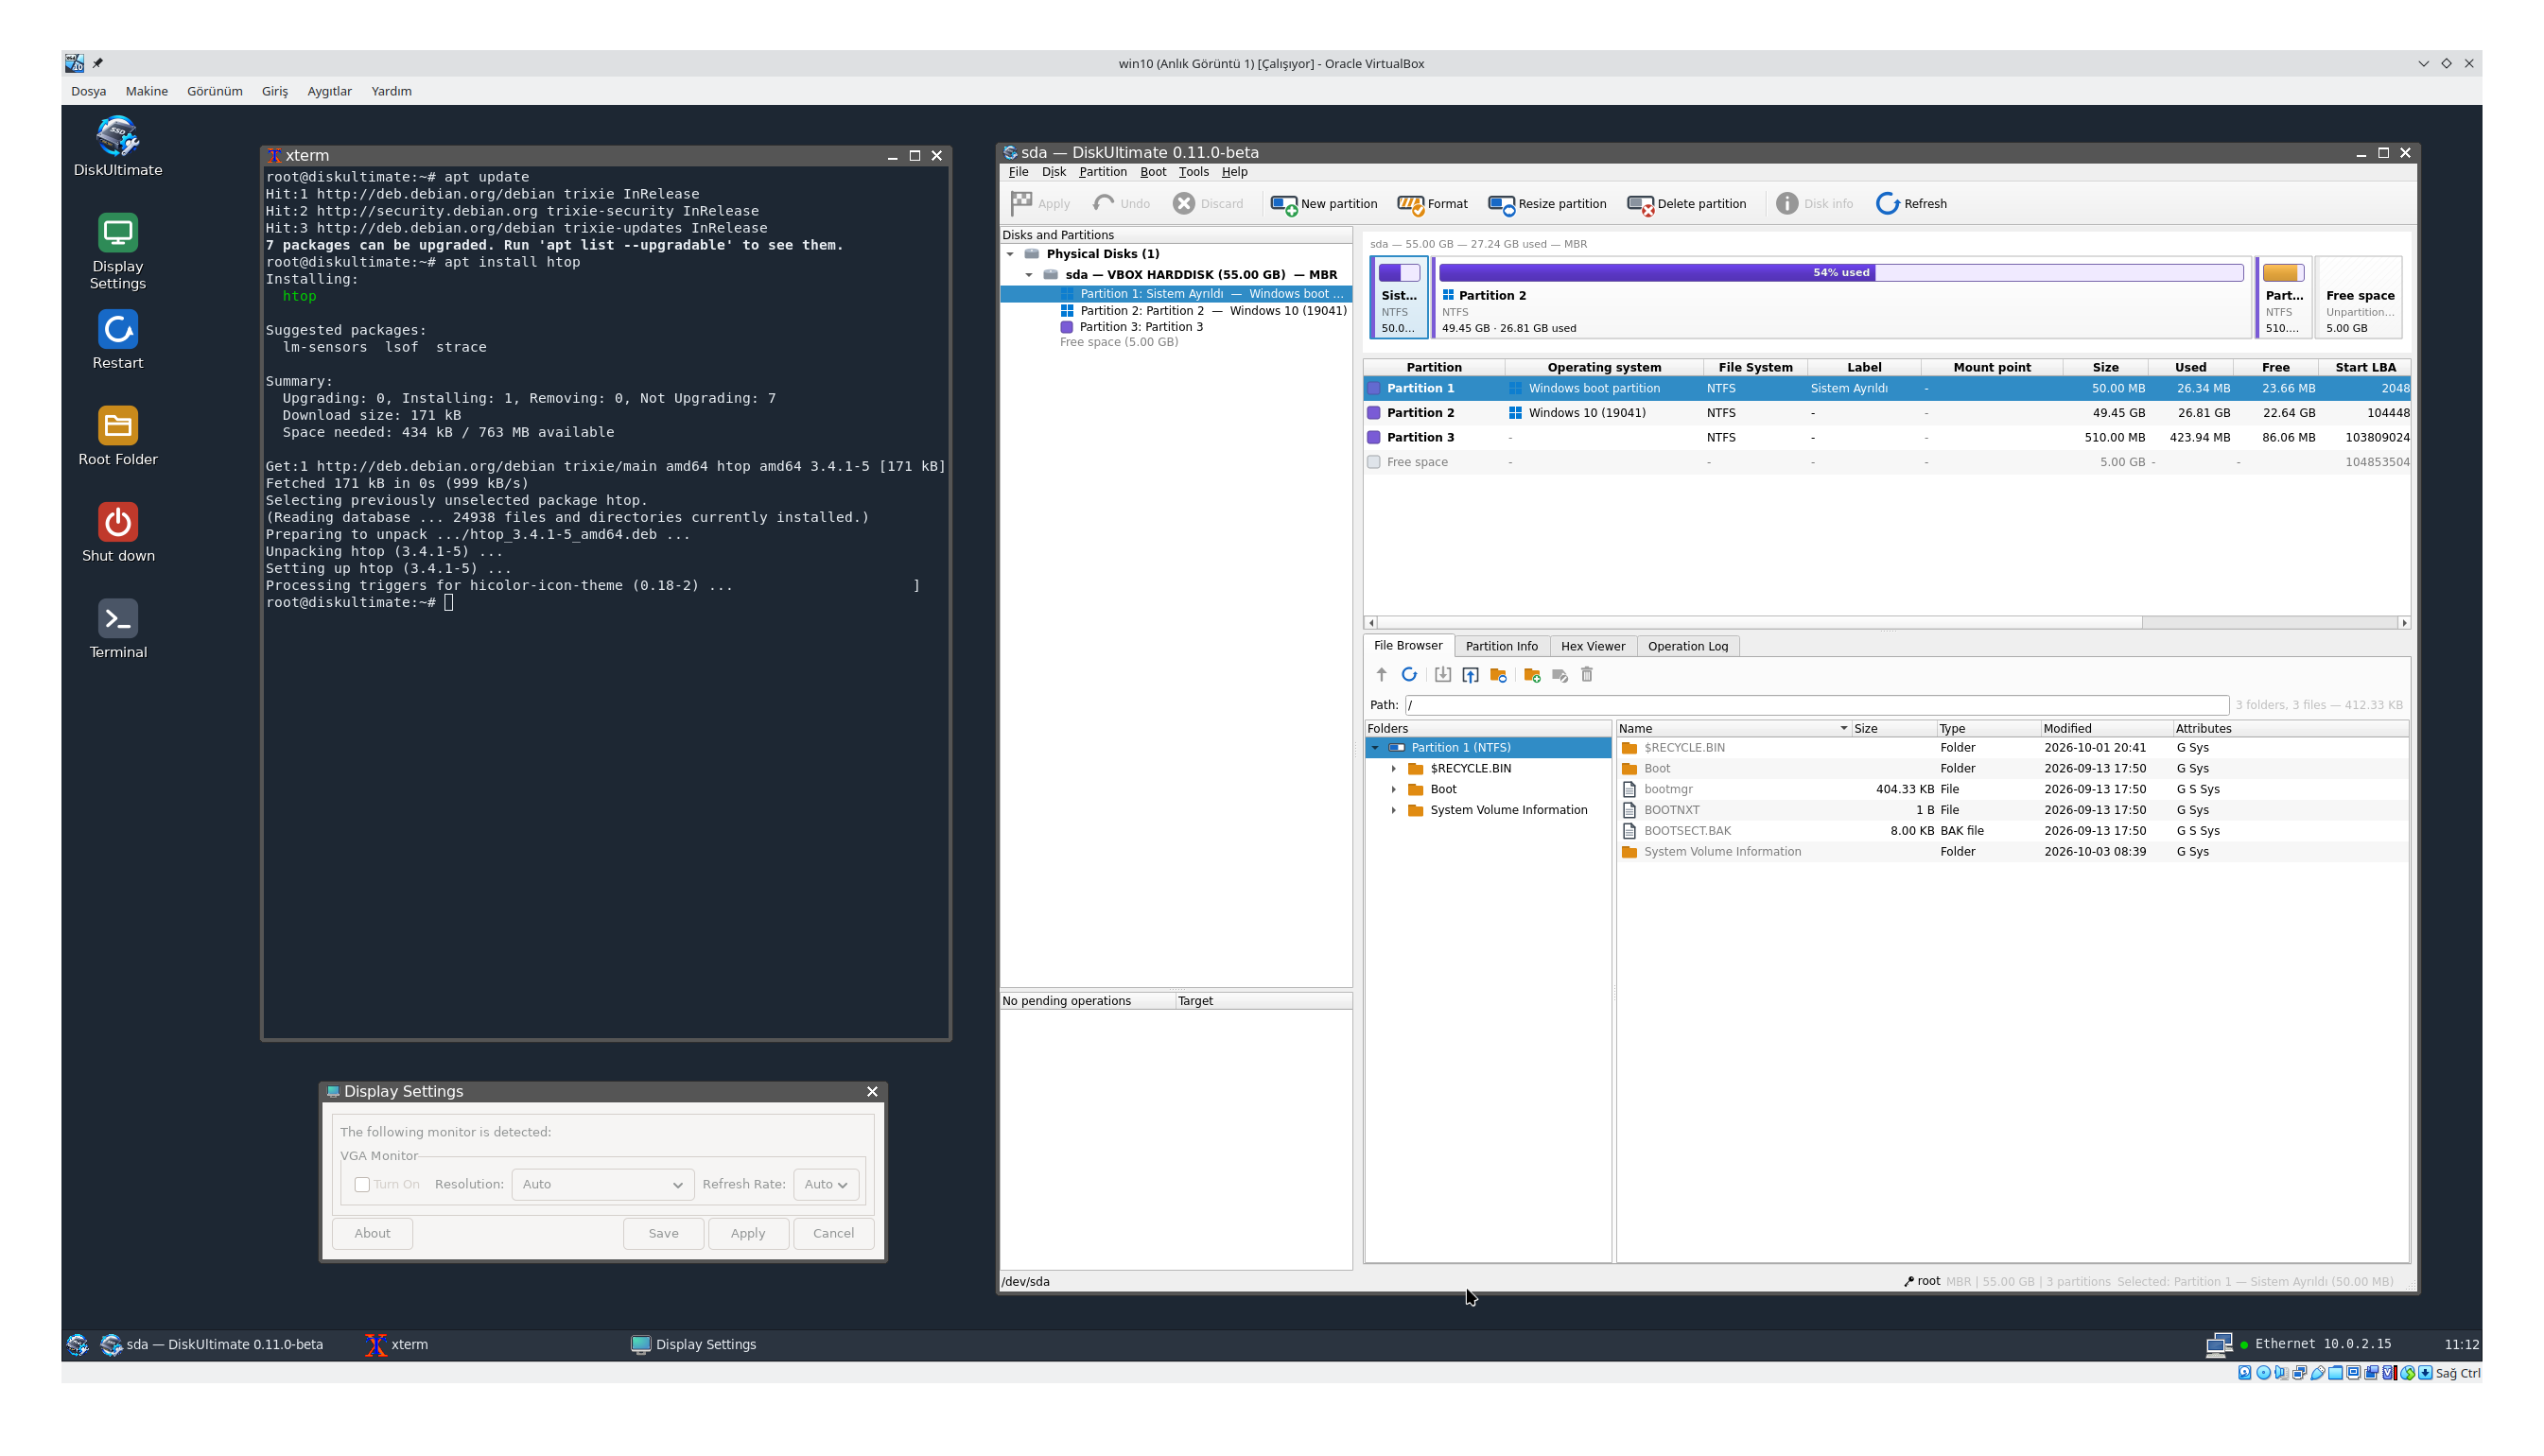 win10 (Anlık Görüntü 1) [Çalışıyor] - Oracle VirtualBox
Dosya Makine Görünüm Giriş Aygıtlar Yardım
DiskUltimate
Display
Settings
Restart
Root Folder
Shut down
Terminal
xterm
root@diskultimate:~# apt update
Hit:1 http://deb.debian.org/debian trixie InRelease
Hit:2 http://security.debian.org trixie-security InRelease
Hit:3 http://deb.debian.org/debian trixie-updates InRelease
7 packages can be upgraded. Run 'apt list --upgradable' to see them.
root@diskultimate:~# apt install htop
Installing:
htop
Suggested packages:
lm-sensors lsof strace
Summary:
Upgrading: 0, Installing: 1, Removing: 0, Not Upgrading: 7
Download size: 171 kB
Space needed: 434 kB / 763 MB available
Get:1 http://deb.debian.org/debian trixie/main amd64 htop amd64 3.4.1-5 [171 kB]
Fetched 171 kB in 0s (999 kB/s)
Selecting previously unselected package htop.
(Reading database ... 24938 files and directories currently installed.)
Preparing to unpack .../htop_3.4.1-5_amd64.deb ...
Unpacking htop (3.4.1-5) ...
Setting up htop (3.4.1-5) ...
Processing triggers for hicolor-icon-theme (0.18-2) ... ]
root@diskultimate:~#
Display Settings
The following monitor is detected:
VGA Monitor
Turn On Resolution: Auto Refresh Rate: Auto
About Save Apply Cancel
sda — DiskUltimate 0.11.0-beta
File Disk Partition Boot Tools Help
Apply Undo Discard New partition Format Resize partition Delete partition Disk info Refresh
Disks and Partitions
Physical Disks (1)
sda — VBOX HARDDISK (55.00 GB) — MBR
Partition 1: Sistem Ayrıldı — Windows boot ...
Partition 2: Partition 2 — Windows 10 (19041)
Partition 3: Partition 3
Free space (5.00 GB)
No pending operations Target
sda — 55.00 GB — 27.24 GB used — MBR
54% used
Sist... Partition 2 Part... Free space
NTFS NTFS NTFS Unpartition...
50.0... 49.45 GB · 26.81 GB used 510.... 5.00 GB
Partition Operating system File System Label Mount point Size Used Free Start LBA
Partition 1 Windows boot partition NTFS Sistem Ayrıldı - 50.00 MB 26.34 MB 23.66 MB 2048
Partition 2 Windows 10 (19041) NTFS - - 49.45 GB 26.81 GB 22.64 GB 104448
Partition 3 - NTFS - - 510.00 MB 423.94 MB 86.06 MB 103809024
Free space - - - - 5.00 GB - - 104853504
File Browser Partition Info Hex Viewer Operation Log
Path: / 3 folders, 3 files — 412.33 KB
Folders
Partition 1 (NTFS)
$RECYCLE.BIN
Boot
System Volume Information
Name Size Type Modified Attributes
$RECYCLE.BIN Folder 2026-10-01 20:41 G Sys
Boot Folder 2026-09-13 17:50 G Sys
bootmgr 404.33 KB File 2026-09-13 17:50 G S Sys
BOOTNXT 1 B File 2026-09-13 17:50 G Sys
BOOTSECT.BAK 8.00 KB BAK file 2026-09-13 17:50 G S Sys
System Volume Information Folder 2026-10-03 08:39 G Sys
/dev/sda root MBR | 55.00 GB | 3 partitions Selected: Partition 1 — Sistem Ayrıldı (50.00 MB)
sda — DiskUltimate 0.11.0-beta xterm Display Settings Ethernet 10.0.2.15 11:12
Sağ Ctrl